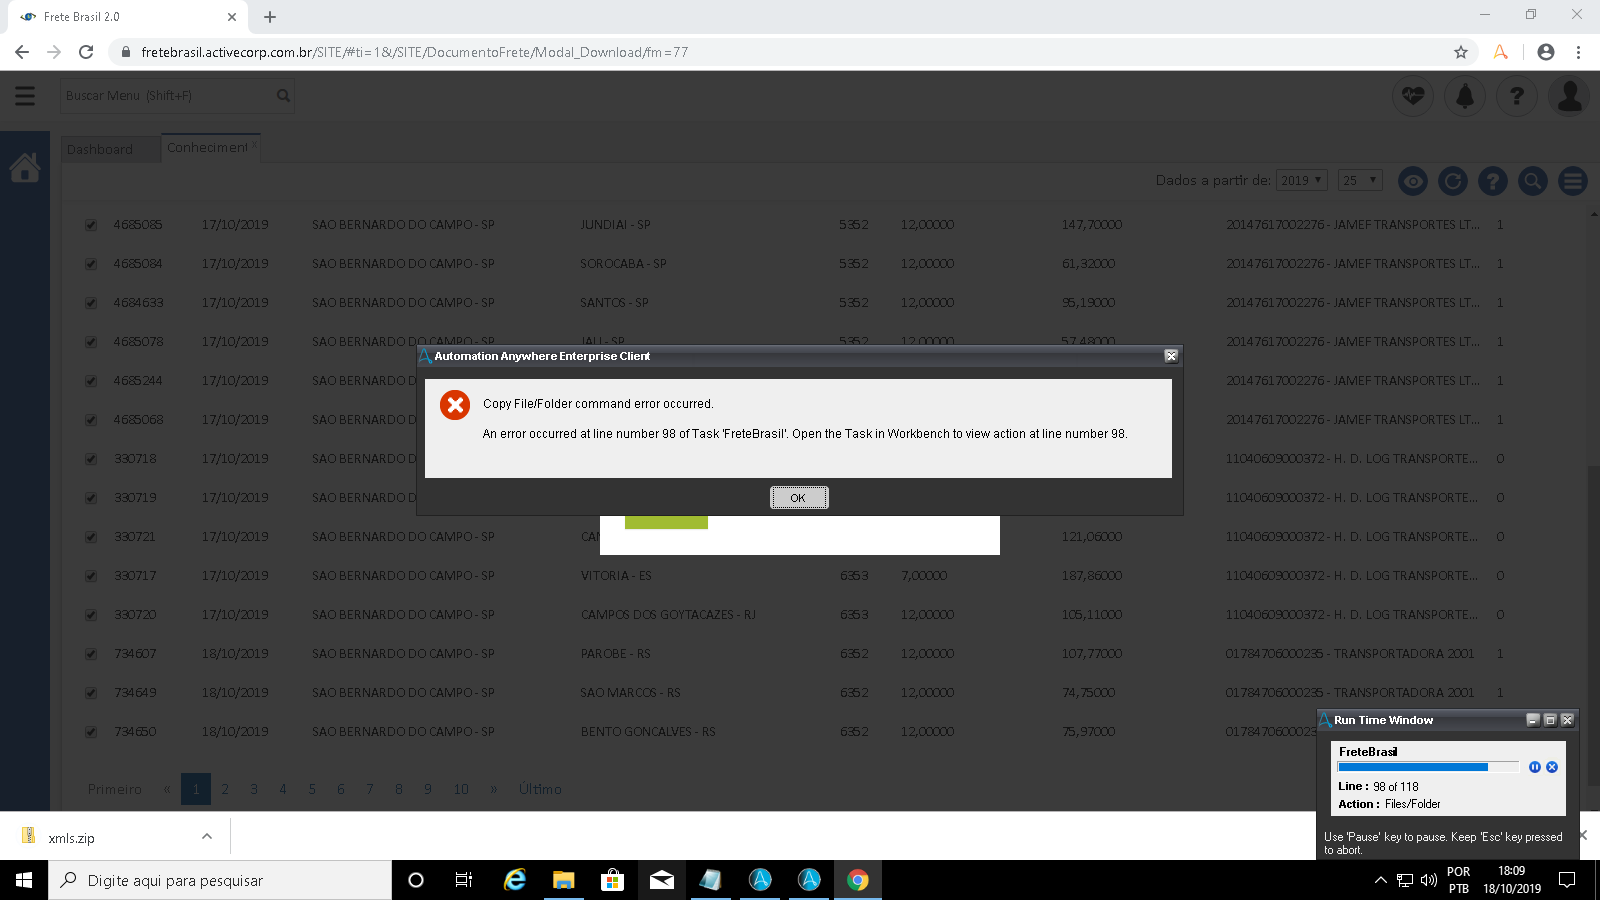 Frete Brasil 2.0
fretebrasil.activecorp.com.br/SITE/#ti=1&/SITE/DocumentoFrete/Modal_Download/fm=77
Buscar Menu (Shift+F)
Dashboard
Conheciment
Dados a partir de: 2019 25
4685085 17/10/2019 SAO BERNARDO DO CAMPO - SP JUNDIAI - SP 5352 12,00000 147,70000 20147617002276 - JAMEF TRANSPORTES LT... 1
4685084 17/10/2019 SAO BERNARDO DO CAMPO - SP SOROCABA - SP 5352 12,00000 61,32000 20147617002276 - JAMEF TRANSPORTES LT... 1
4684633 17/10/2019 SAO BERNARDO DO CAMPO - SP SANTOS - SP 5352 12,00000 95,19000 20147617002276 - JAMEF TRANSPORTES LT... 1
4685078 17/10/2019 SAO BERNARDO DO CAMPO - SP JAU - SP 5352 12,00000 57,48000 20147617002276 - JAMEF TRANSPORTES LT... 1
4685244 17/10/2019 SAO BERNARDO 20147617002276 - JAMEF TRANSPORTES LT... 1
4685068 17/10/2019 SAO BERNARDO 20147617002276 - JAMEF TRANSPORTES LT... 1
330718 17/10/2019 SAO BERNARDO 11040609000372 - H. D. LOG TRANSPORTE... 0
330719 17/10/2019 SAO BERNARDO 11040609000372 - H. D. LOG TRANSPORTE... 0
330721 17/10/2019 SAO BERNARDO DO CAMPO - SP 121,06000 11040609000372 - H. D. LOG TRANSPORTE... 0
330717 17/10/2019 SAO BERNARDO DO CAMPO - SP VITORIA - ES 6353 7,00000 187,86000 11040609000372 - H. D. LOG TRANSPORTE... 0
330720 17/10/2019 SAO BERNARDO DO CAMPO - SP CAMPOS DOS GOYTACAZES - RJ 6353 12,00000 105,11000 11040609000372 - H. D. LOG TRANSPORTE... 0
734607 18/10/2019 SAO BERNARDO DO CAMPO - SP PAROBE - RS 6352 12,00000 107,77000 01784706000235 - TRANSPORTADORA 2001 1
734649 18/10/2019 SAO BERNARDO DO CAMPO - SP SAO MARCOS - RS 6352 12,00000 74,75000 01784706000235 - TRANSPORTADORA 2001 1
734650 18/10/2019 SAO BERNARDO DO CAMPO - SP BENTO GONCALVES - RS 6352 12,00000 75,97000
Primeiro « 1 2 3 4 5 6 7 8 9 10 » Último
Automation Anywhere Enterprise Client
Copy File/Folder command error occurred.
An error occurred at line number 98 of Task 'FreteBrasil'. Open the Task in Workbench to view action at line number 98.
OK
Run Time Window
FreteBrasil
Line : 98 of 118
Action : Files/Folder
Use 'Pause' key to pause. Keep 'Esc' key pressed
to abort.
xmls.zip
Digite aqui para pesquisar
POR
PTB
18:09
18/10/2019